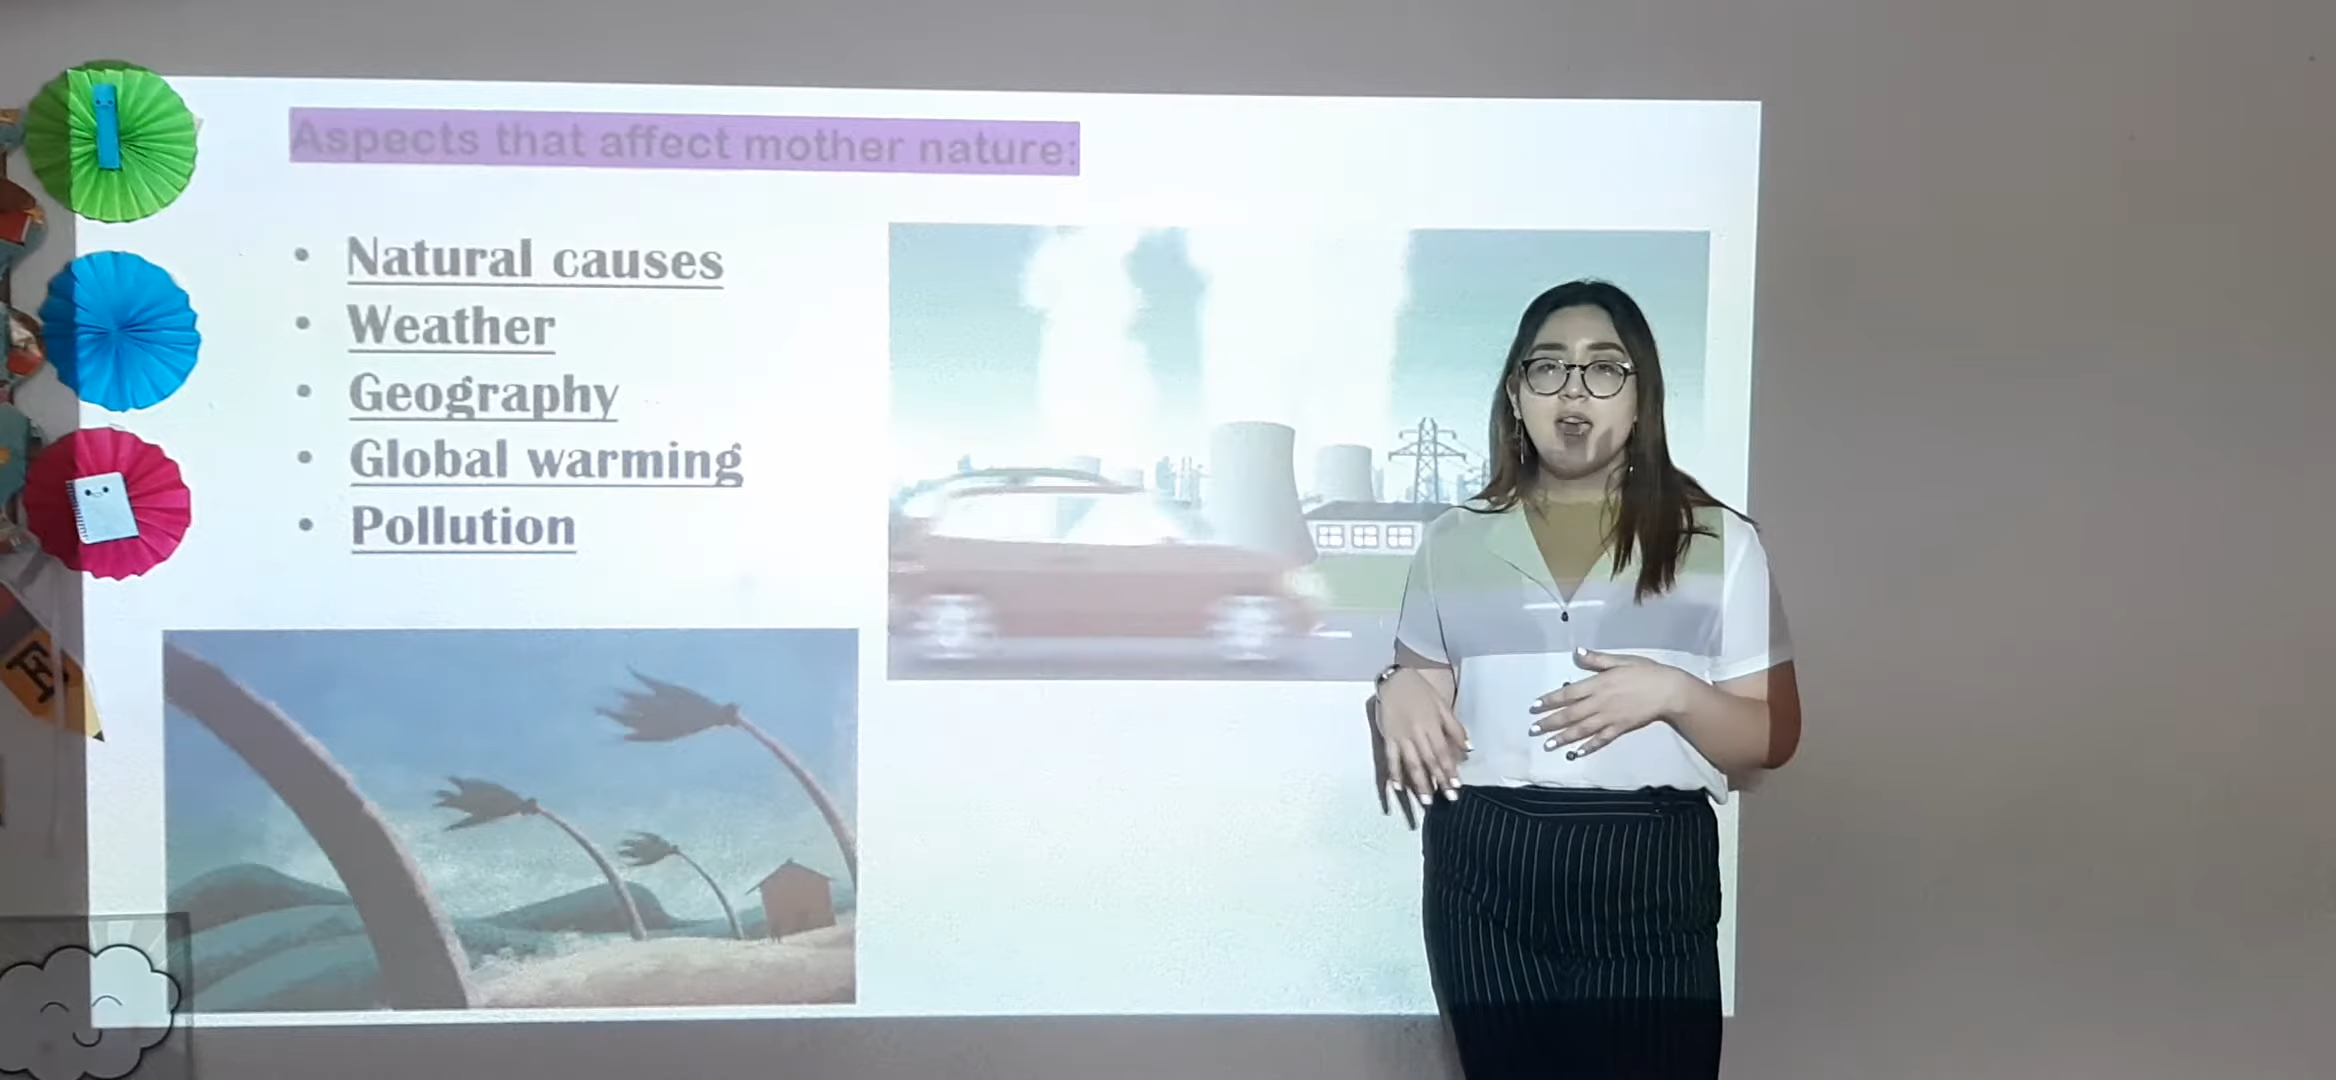 Aspects that affect mother nature:
• Natural causes
• Weather
• Geography
• Global warming
• Pollution